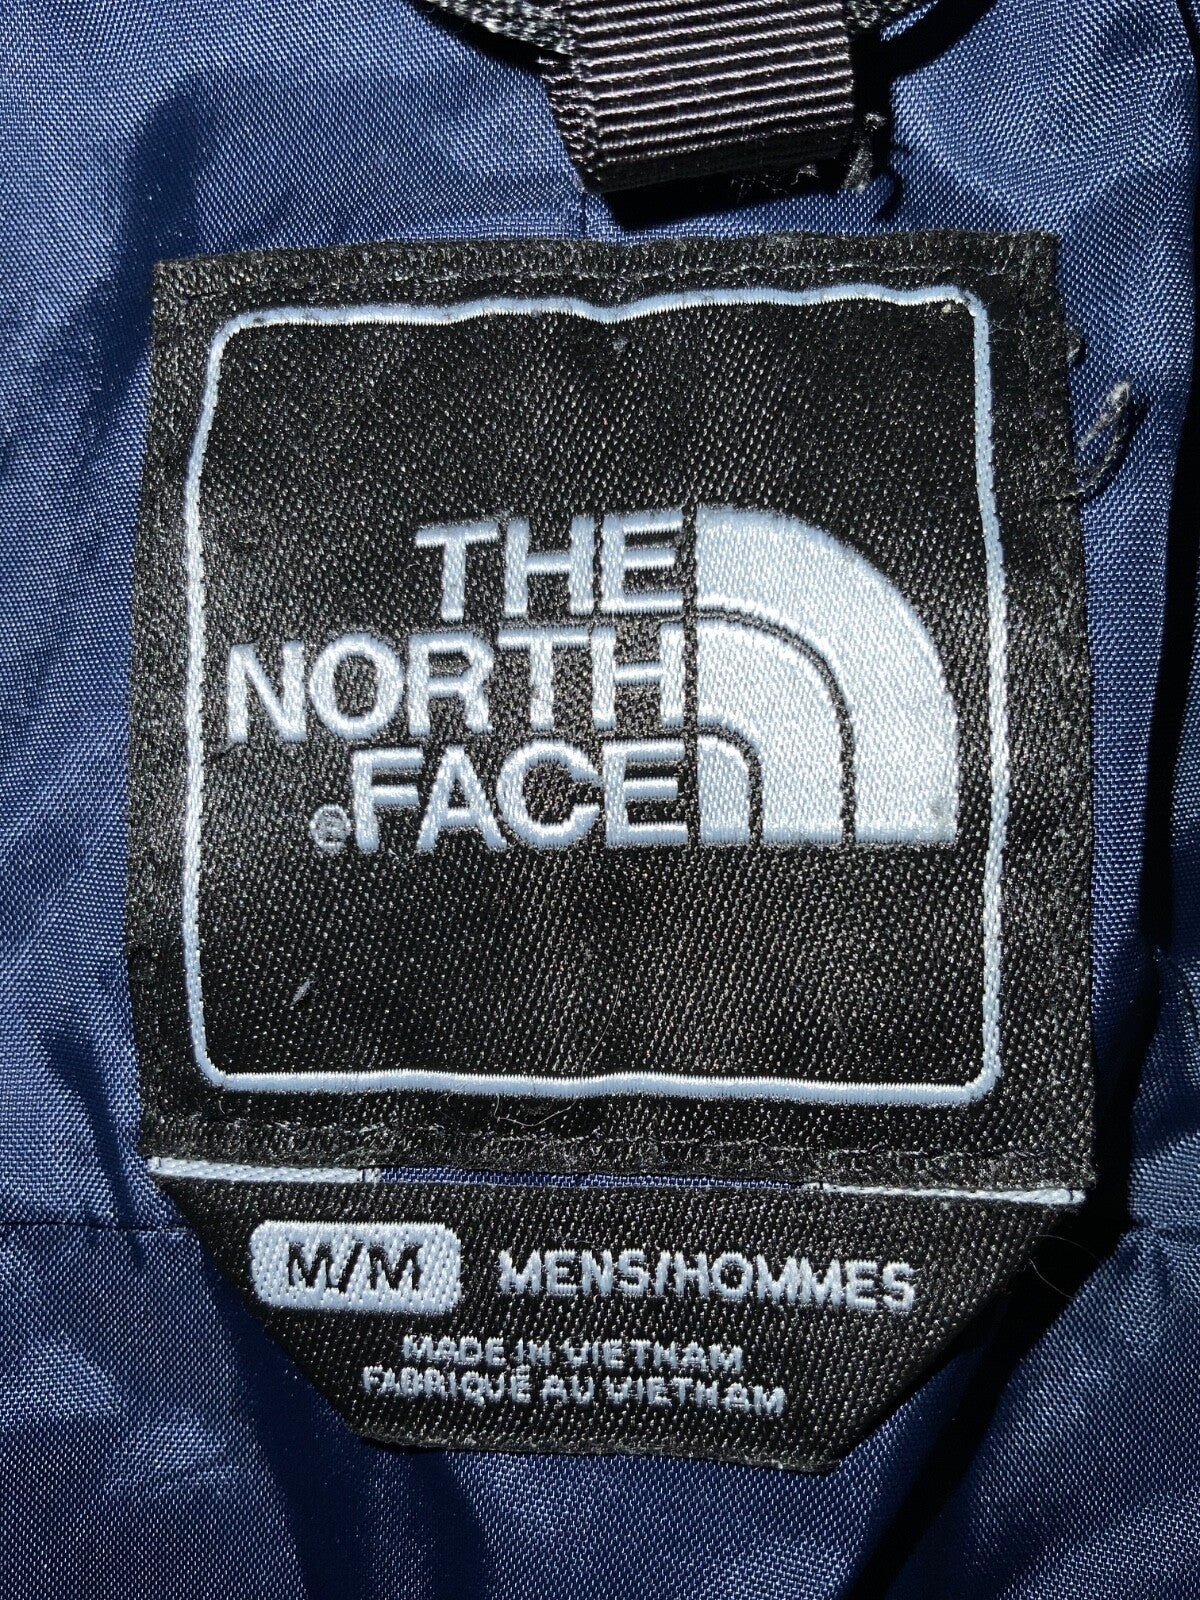 THE
NORTH
®FACE
M/M MENS/HOMMES
MADE IN VIETNAM
FABRIQUÉ AU VIETNAM